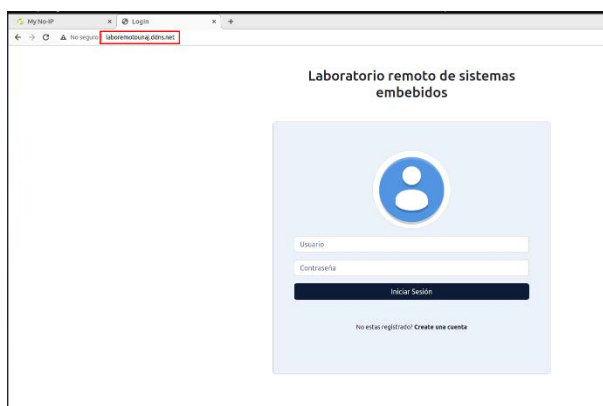 My No-IP
Login
No seguro laboremotounaj.ddns.net
Laboratorio remoto de sistemas
embebidos
Usuario
Contraseña
Iniciar Sesión
No estas registrado? Create una cuenta